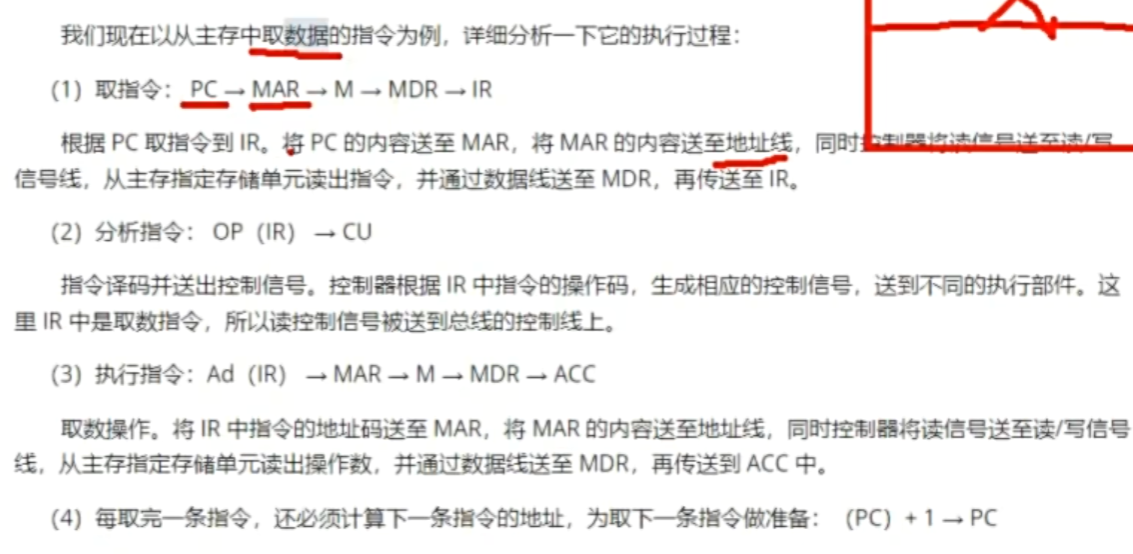 我们现在以从主存中取数据的指令为例，详细分析一下它的执行过程：
(1) 取指令： PC → MAR → M → MDR → IR
根据 PC 取指令到 IR。将 PC 的内容送至 MAR，将 MAR 的内容送至地址线，同时控制器将读信号送至读/写
信号线，从主存指定存储单元读出指令，并通过数据线送至 MDR，再传送至 IR。
(2) 分析指令： OP (IR) → CU
指令译码并送出控制信号。控制器根据 IR 中指令的操作码，生成相应的控制信号，送到不同的执行部件。这
里 IR 中是取数指令，所以读控制信号被送到总线的控制线上。
(3) 执行指令：Ad (IR) → MAR → M → MDR → ACC
取数操作。将 IR 中指令的地址码送至 MAR，将 MAR 的内容送至地址线，同时控制器将读信号送至读/写信号
线，从主存指定存储单元读出操作数，并通过数据线送至 MDR，再传送到 ACC 中。
(4) 每取完一条指令，还必须计算下一条指令的地址，为取下一条指令做准备： (PC) + 1 → PC